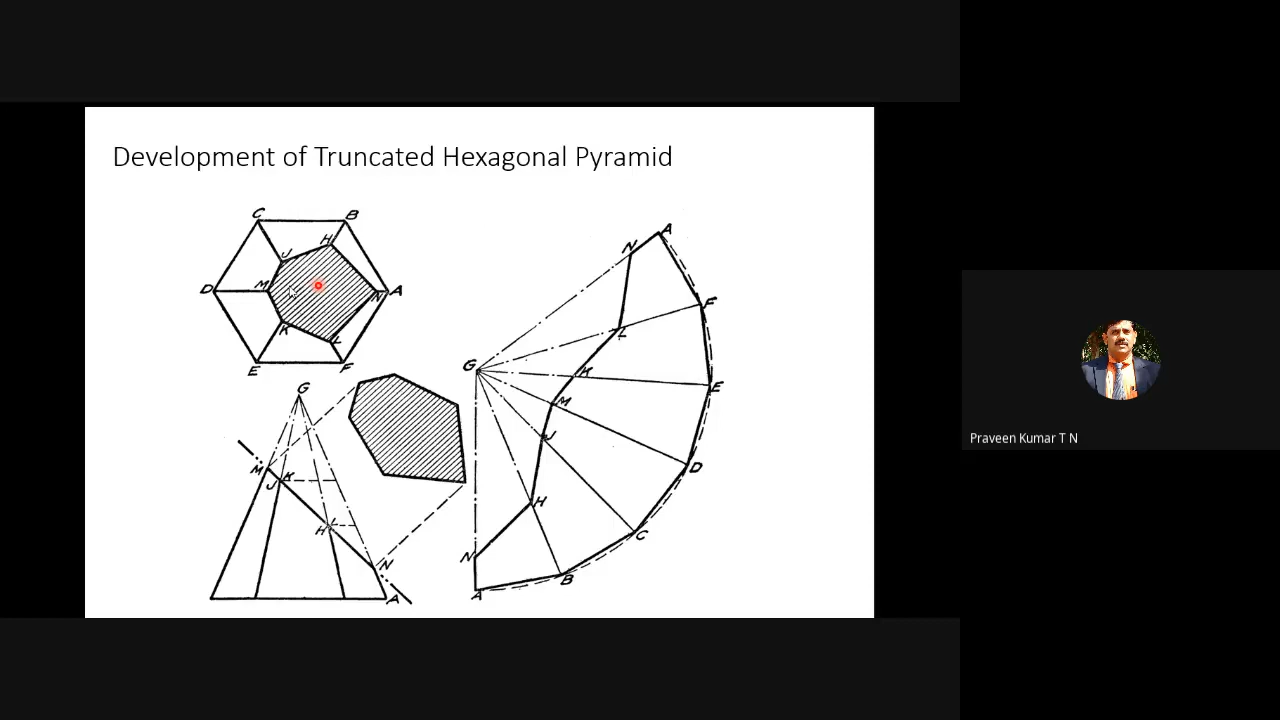 Development of Truncated Hexagonal Pyramid
C B
H
J
D M N A
K
L
E F
G
M
J K
H L
N
A
A
N
F
L
G
K E
M
J
D
H
C
N
B
A
Praveen Kumar T N